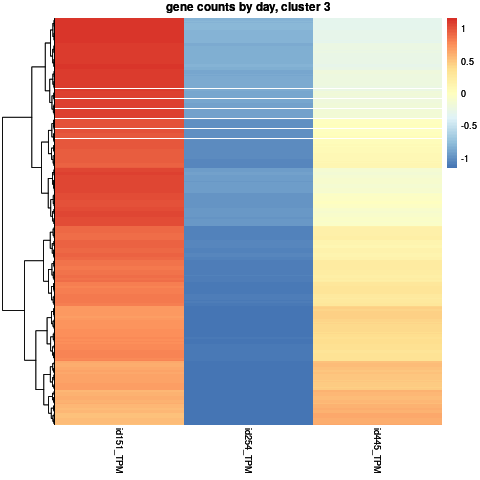 gene counts by day, cluster 3
1
0.5
0
-0.5
-1
id151_TPM
id254_TPM
id445_TPM